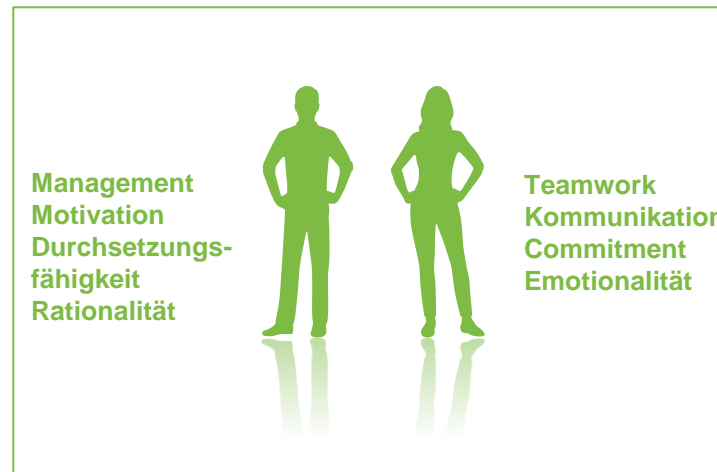 Management
Motivation
Durchsetzungs-
fähigkeit
Rationalität
Teamwork
Kommunikation
Commitment
Emotionalität